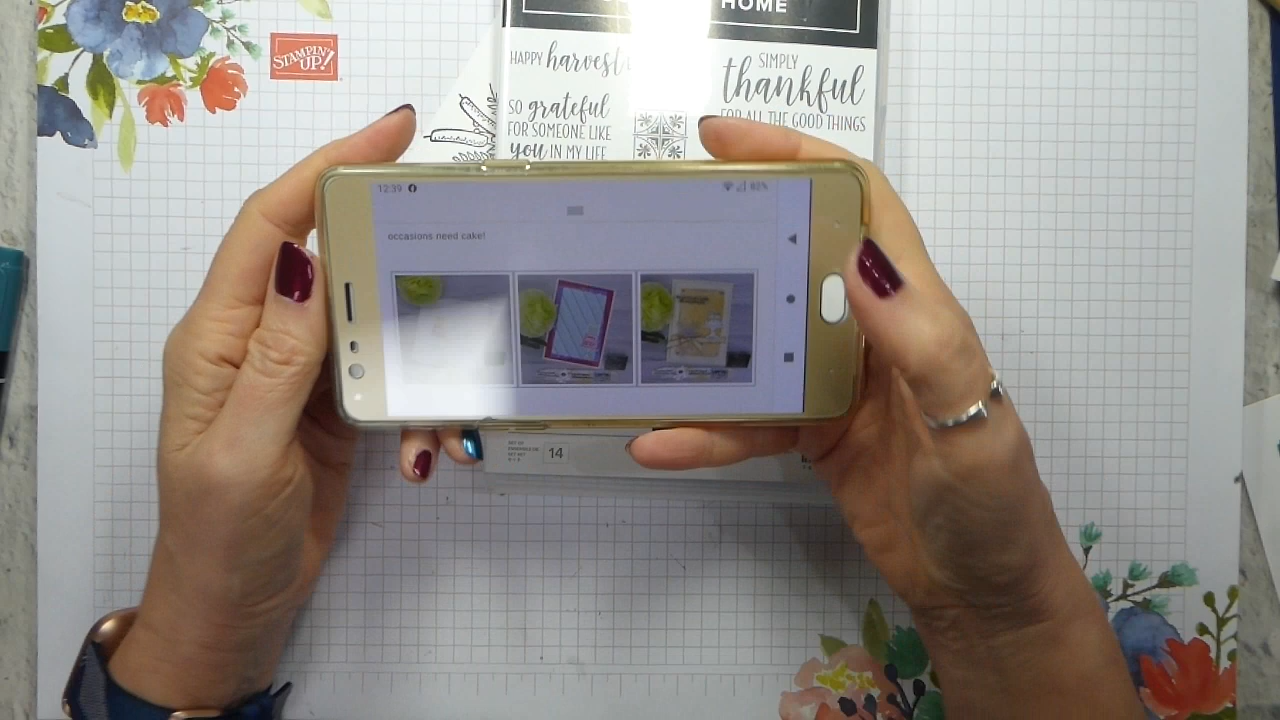 HOME
STAMPIN' UP!
HAPPY harvest
SIMPLY
thankful
FOR ALL THE GOOD THINGS
SO grateful
FOR SOMEONE LIKE
you IN MY LIFE
12:39
occasions need cake!
14